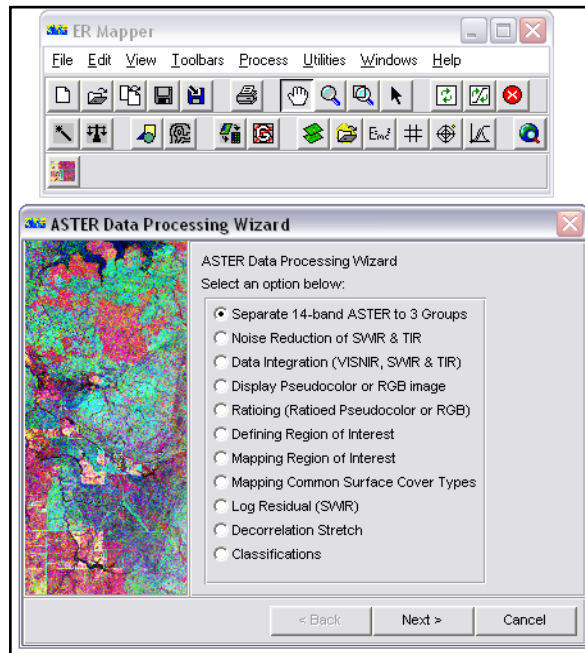 ER Mapper
File Edit View Toolbars Process Utilities Windows Help
ASTER Data Processing Wizard
ASTER Data Processing Wizard
Select an option below:
Separate 14-band ASTER to 3 Groups
Noise Reduction of SWIR & TIR
Data Integration (VISNIR, SWIR & TIR)
Display Pseudocolor or RGB image
Ratioing (Ratioed Pseudocolor or RGB)
Defining Region of Interest
Mapping Region of Interest
Mapping Common Surface Cover Types
Log Residual (SWIR)
Decorrelation Stretch
Classifications
< Back Next > Cancel